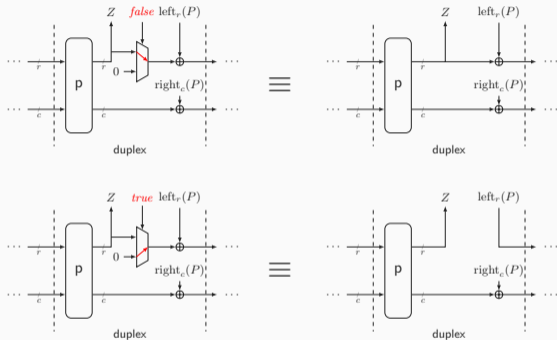 Z false left_r(P)
r p r 0
right_c(P)
c c
duplex
Z left_r(P)
r p r
right_c(P)
c c
duplex
≡
Z true left_r(P)
r p r 0
right_c(P)
c c
duplex
Z left_r(P)
r p r
right_c(P)
c c
duplex
≡